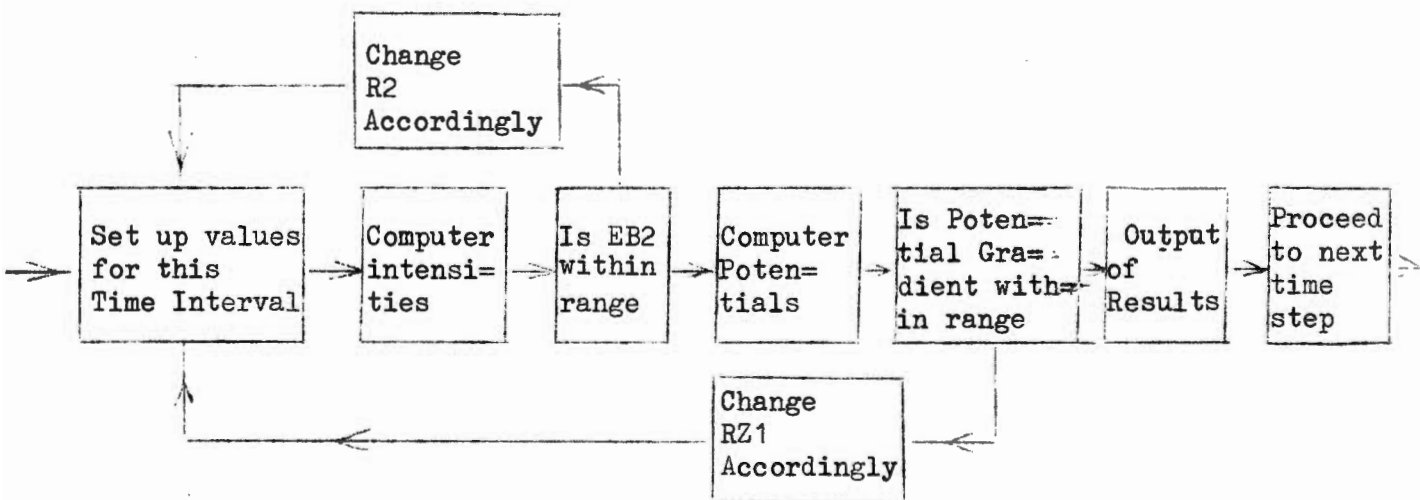 Change
R2
Accordingly
Set up values
for this
Time Interval
Computer
intensi=
ties
Is EB2
within
range
Computer
Poten=
tials
Is Poten=
tial Gra=
dient with=
in range
Output
of
Results
Proceed
to next
time
step
Change
RZ1
Accordingly